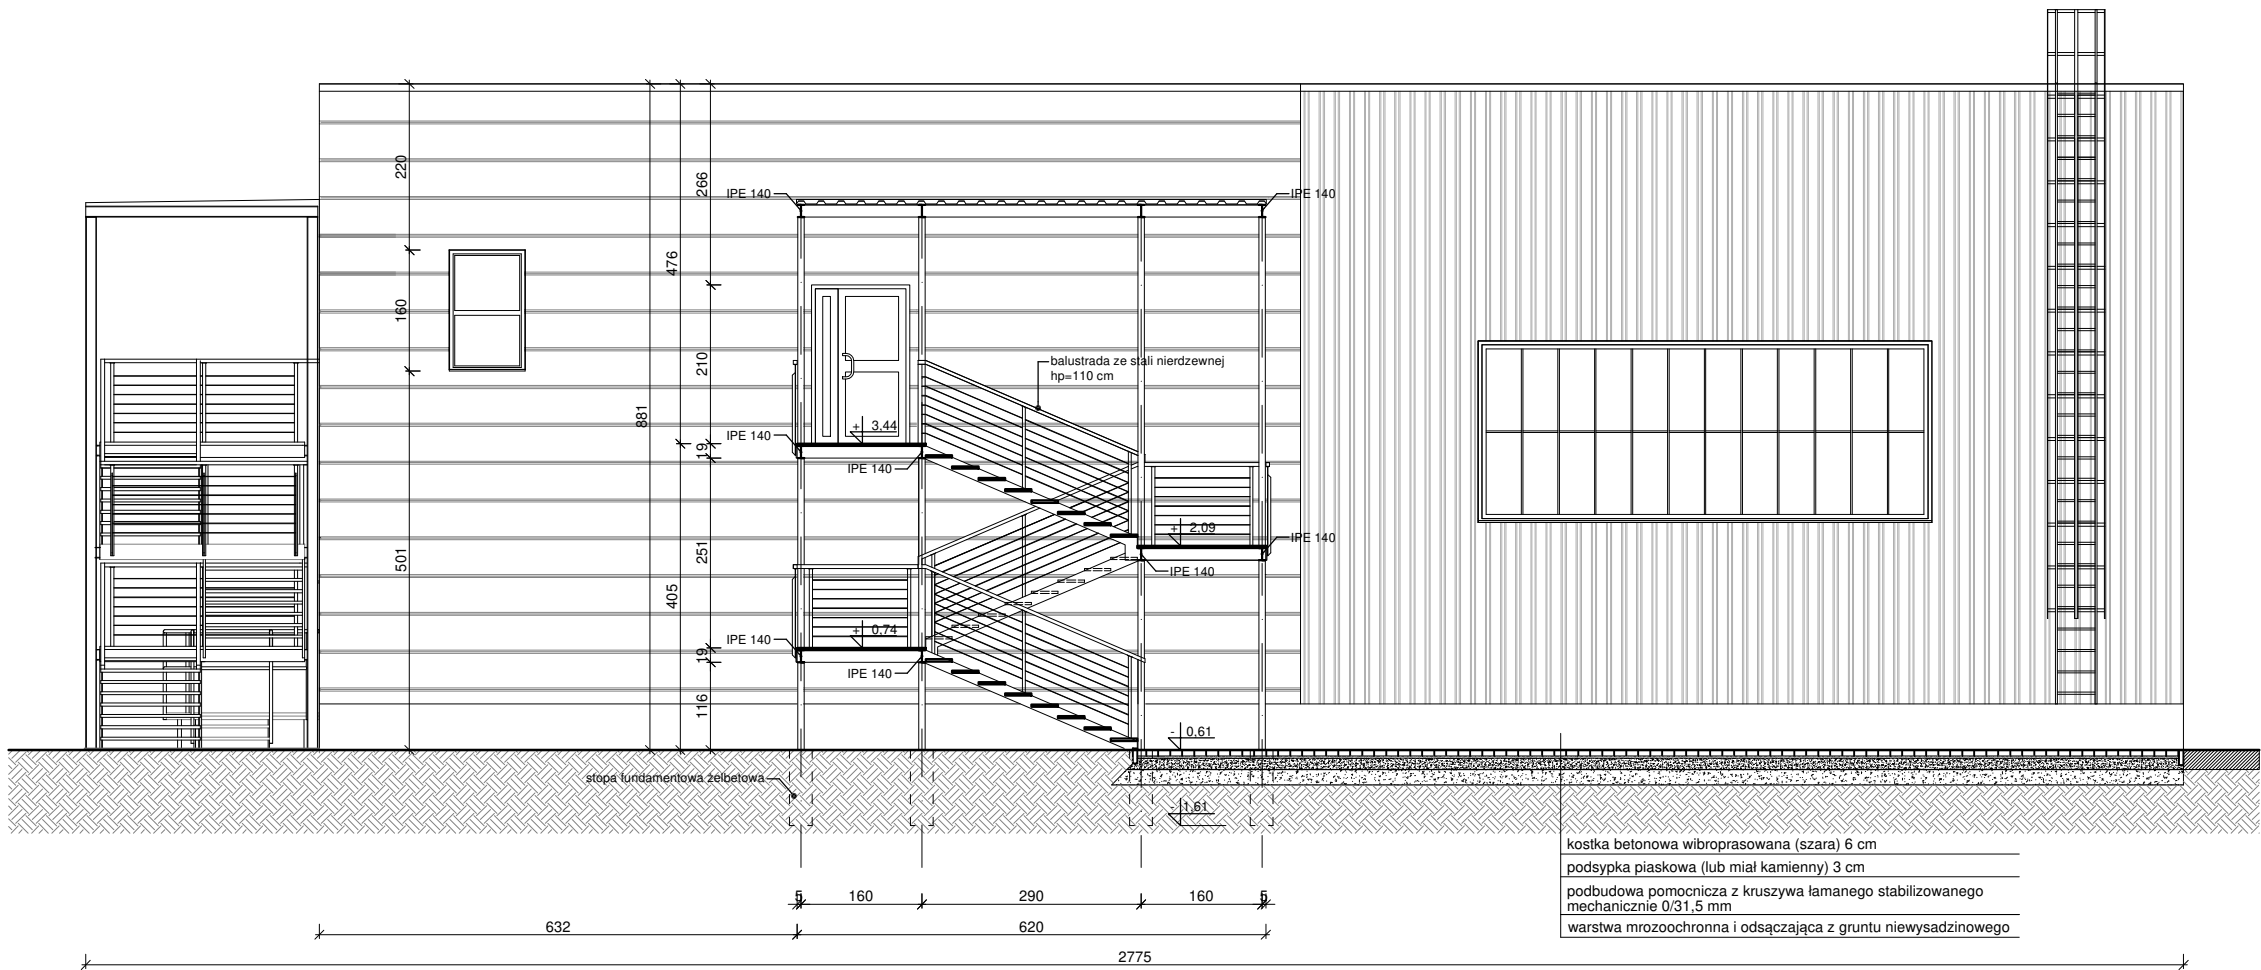 220
160
501
881
476
405
266
210
19
251
19
116
IPE 140
IPE 140
balustrada ze stali nierdzewnej
hp=110 cm
+ 3,44
IPE 140
IPE 140
+ 2,09
IPE 140
IPE 140
+ 0,74
IPE 140
IPE 140
- 0,61
stopa fundamentowa żelbetowa
- 1,61
kostka betonowa wibroprasowana (szara) 6 cm
podsypka piaskowa (lub miał kamienny) 3 cm
podbudowa pomocnicza z kruszywa łamanego stabilizowanego
mechanicznie 0/31,5 mm
warstwa mrozoochronna i odsączająca z gruntu niewysadzinowego
5 160 290 160 5
632 620
2775